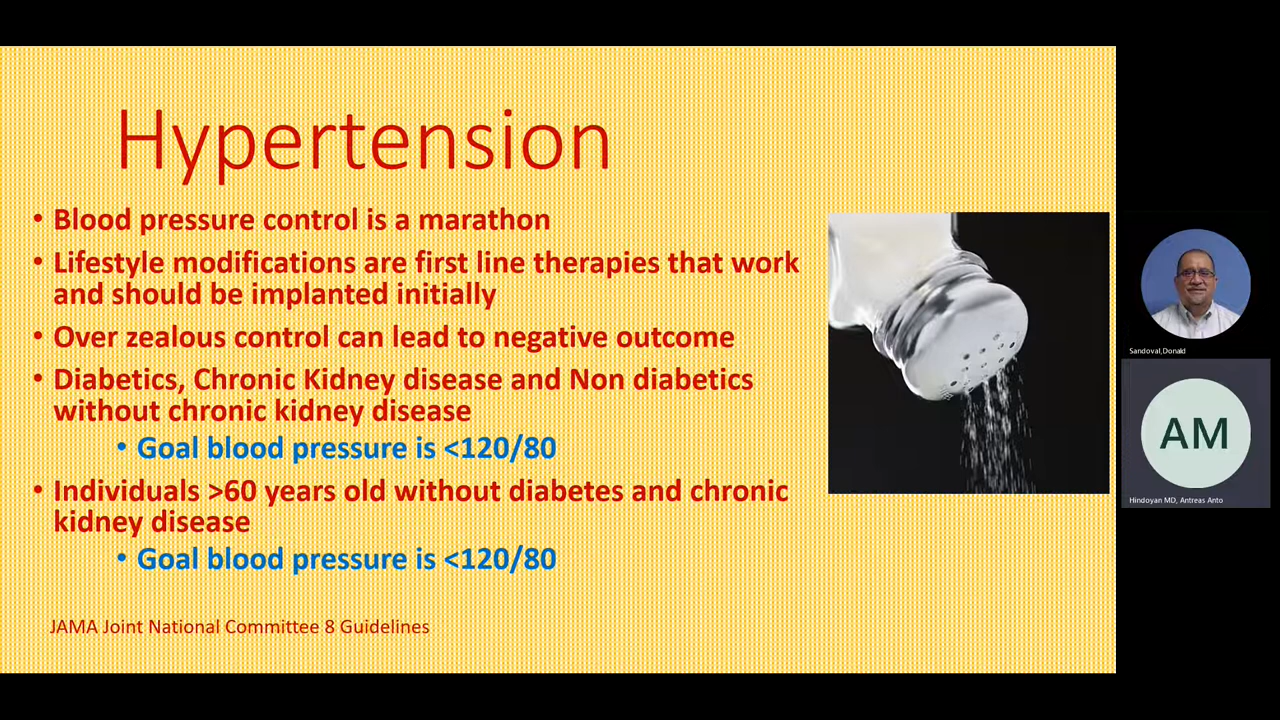 Hypertension
• Blood pressure control is a marathon
• Lifestyle modifications are first line therapies that work
and should be implanted initially
• Over zealous control can lead to negative outcome
• Diabetics, Chronic Kidney disease and Non diabetics
without chronic kidney disease
• Goal blood pressure is <120/80
• Individuals >60 years old without diabetes and chronic
kidney disease
• Goal blood pressure is <120/80
JAMA Joint National Committee 8 Guidelines
Sandoval,Donald
AM
Hindoyan MD, Antreas Anto